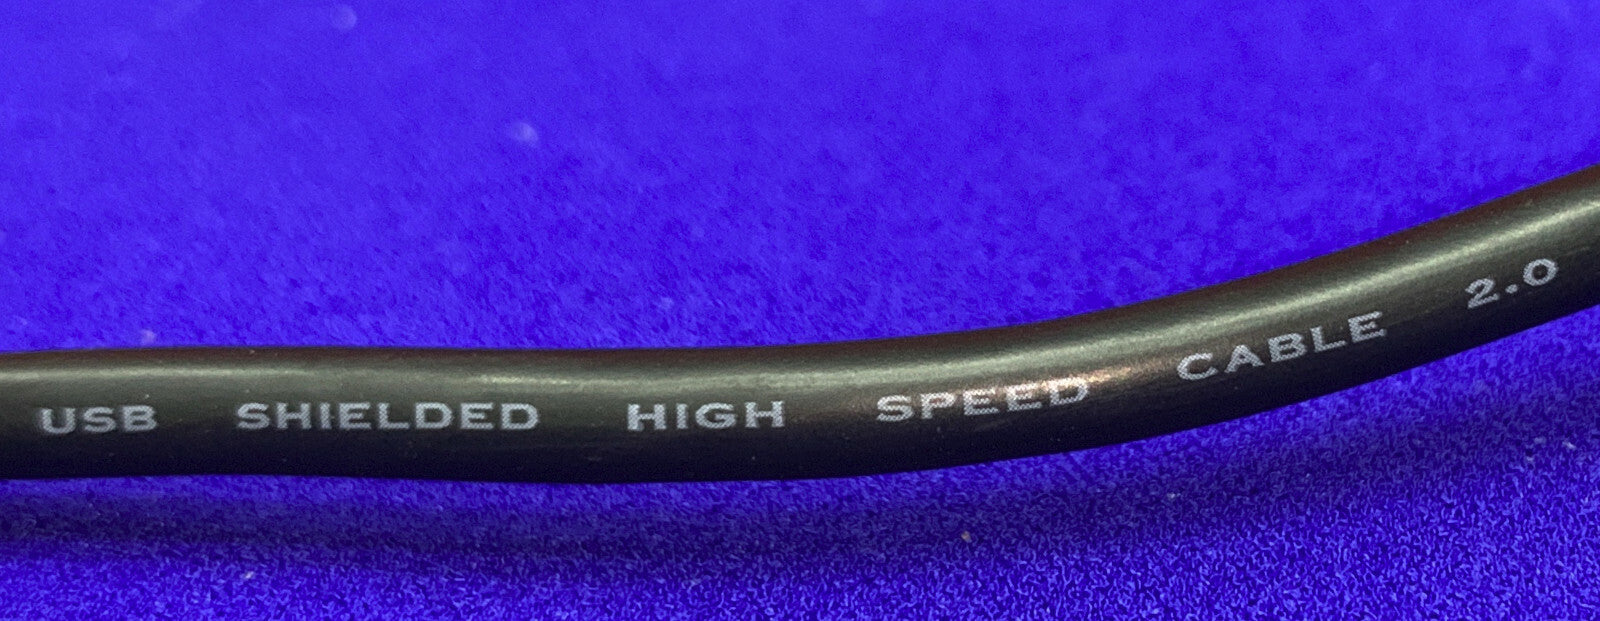 USB SHIELDED HIGH SPEED CABLE 2.0